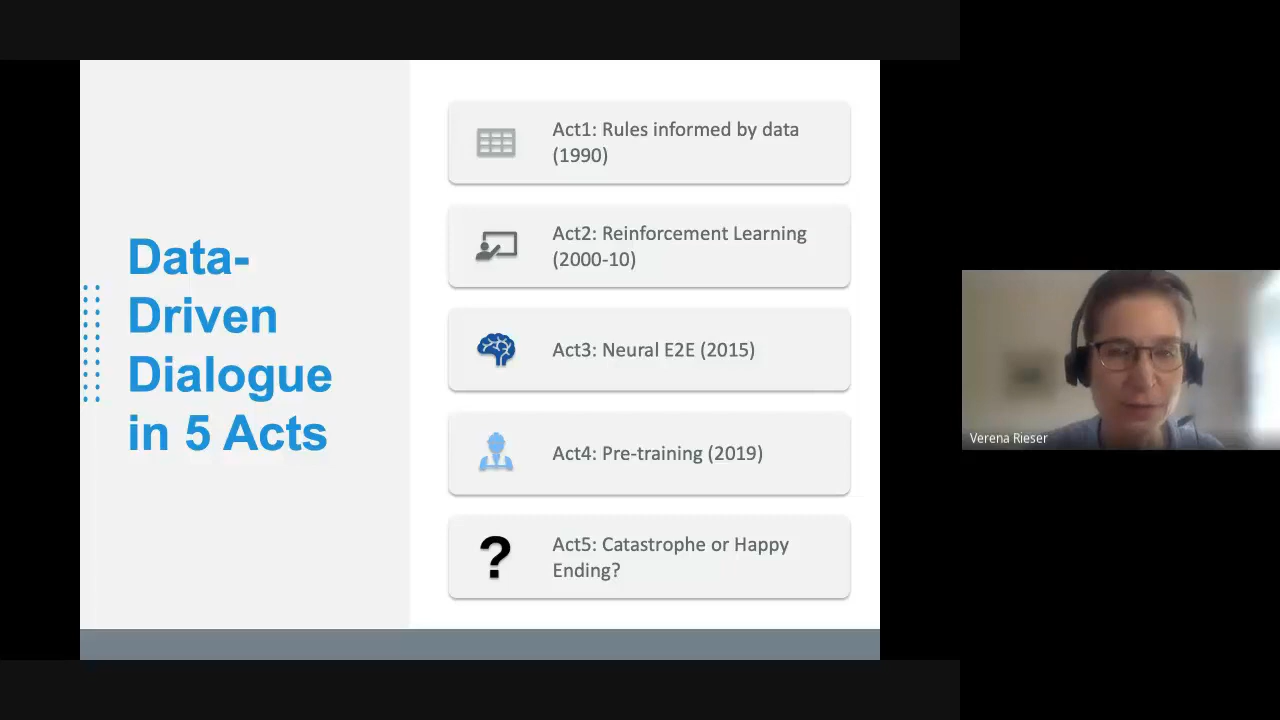 Data-
Driven
Dialogue
in 5 Acts
Act1: Rules informed by data
(1990)
Act2: Reinforcement Learning
(2000-10)
Act3: Neural E2E (2015)
Act4: Pre-training (2019)
?
Act5: Catastrophe or Happy
Ending?
Verena Rieser